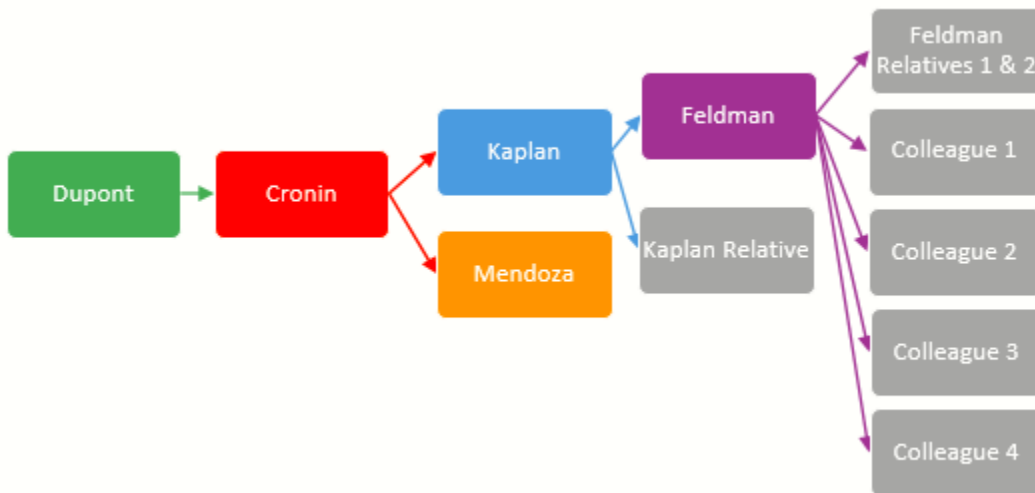 Dupont
Cronin
Kaplan
Mendoza
Feldman
Kaplan Relative
Feldman
Relatives 1 & 2
Colleague 1
Colleague 2
Colleague 3
Colleague 4